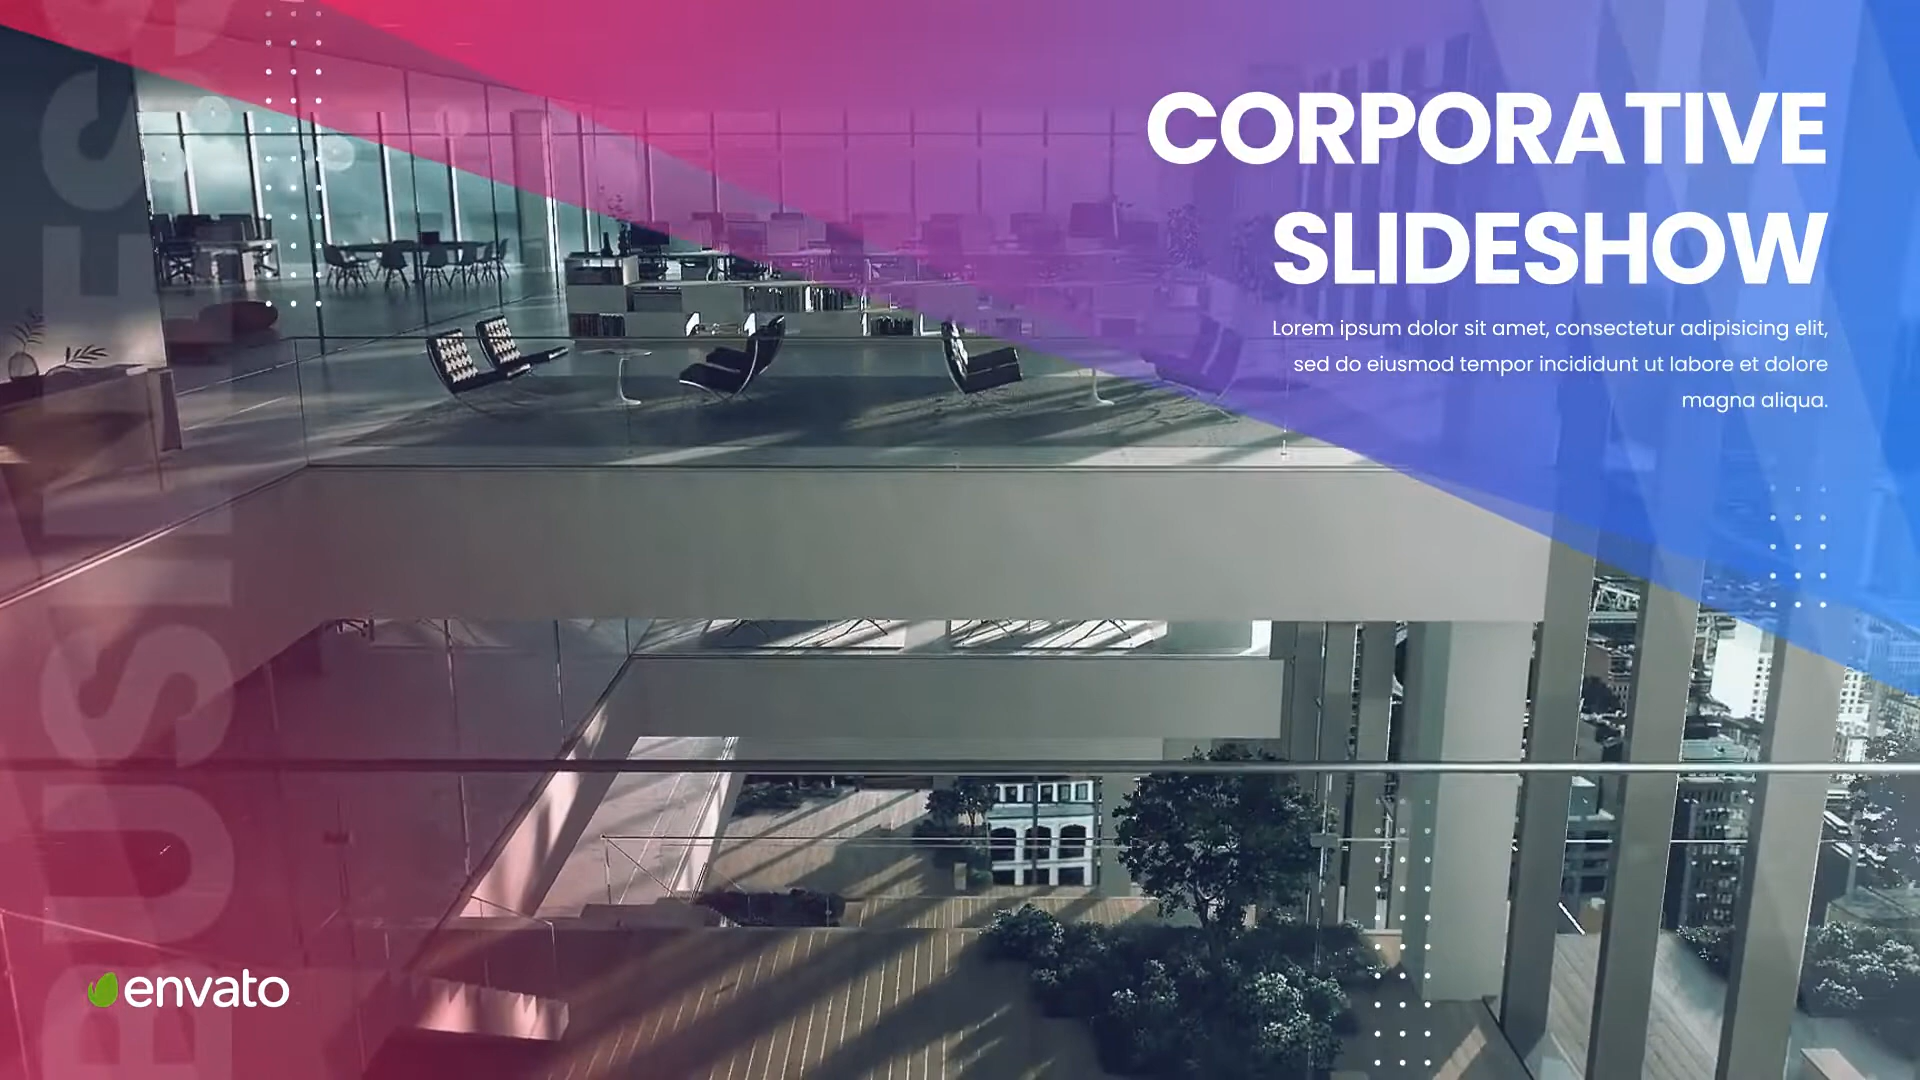 CORPORATIVE
SLIDESHOW
Lorem ipsum dolor sit amet, consectetur adipisicing elit,
sed do eiusmod tempor incididunt ut labore et dolore
magna aliqua.
BUSINESS
envato